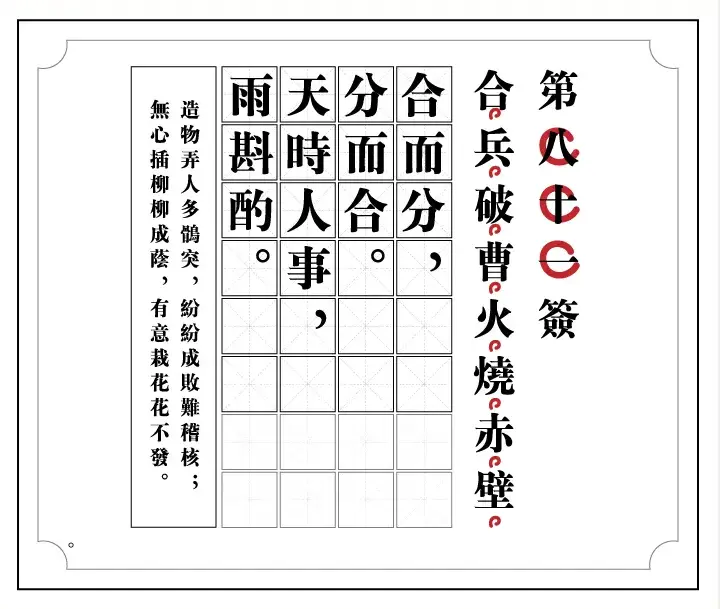 第八十一簽
合兵破曹火燒赤壁
合而分，
分而合。
天時人事，
雨斟酌。
造物弄人多鶻突，紛紛成敗難稽核；
無心插柳柳成蔭，有意栽花花不發。
。